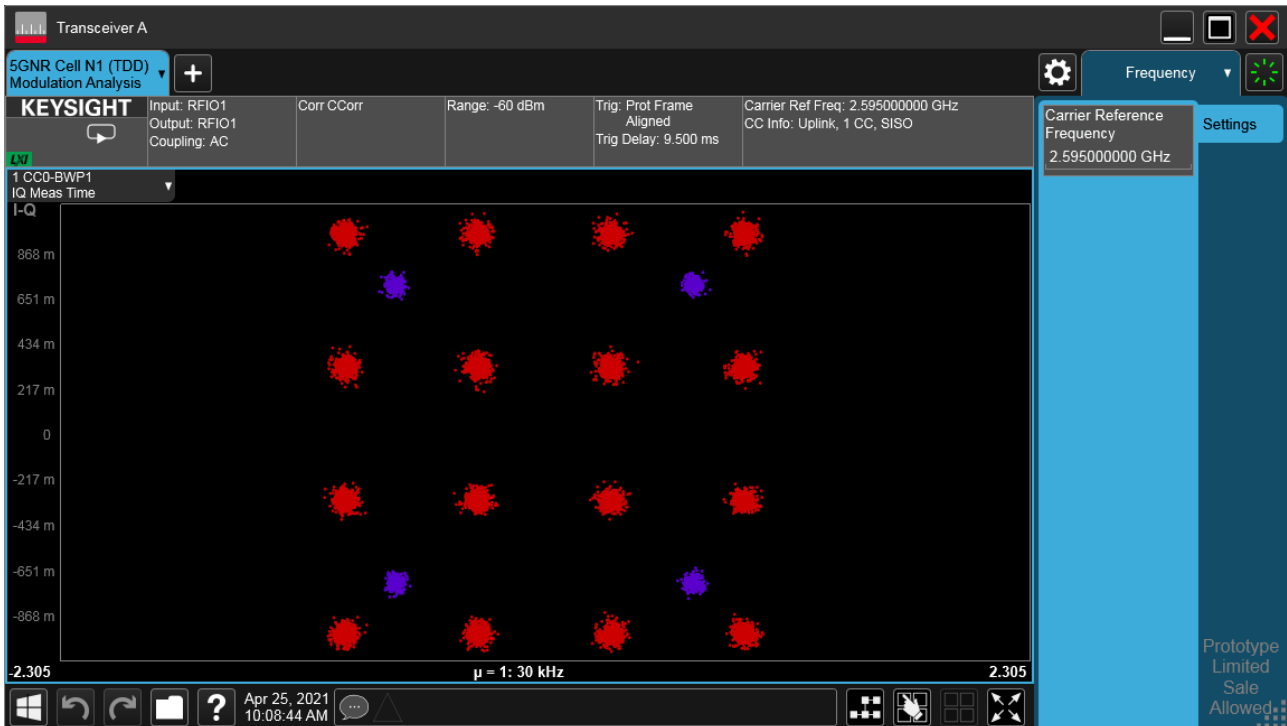 Transceiver A
5GNR Cell N1 (TDD)
Modulation Analysis
+
Frequency
KEYSIGHT
LXI
Input: RFIO1
Output: RFIO1
Coupling: AC
Corr CCorr
Range: -60 dBm
Trig: Prot Frame
Aligned
Trig Delay: 9.500 ms
Carrier Ref Freq: 2.595000000 GHz
CC Info: Uplink, 1 CC, SISO
Carrier Reference
Frequency
2.595000000 GHz
Settings
1 CC0-BWP1
IQ Meas Time
I-Q
868 m
651 m
434 m
217 m
0
-217 m
-434 m
-651 m
-868 m
-2.305
μ = 1: 30 kHz
2.305
?
Apr 25, 2021
10:08:44 AM
Prototype
Limited
Sale
Allowed